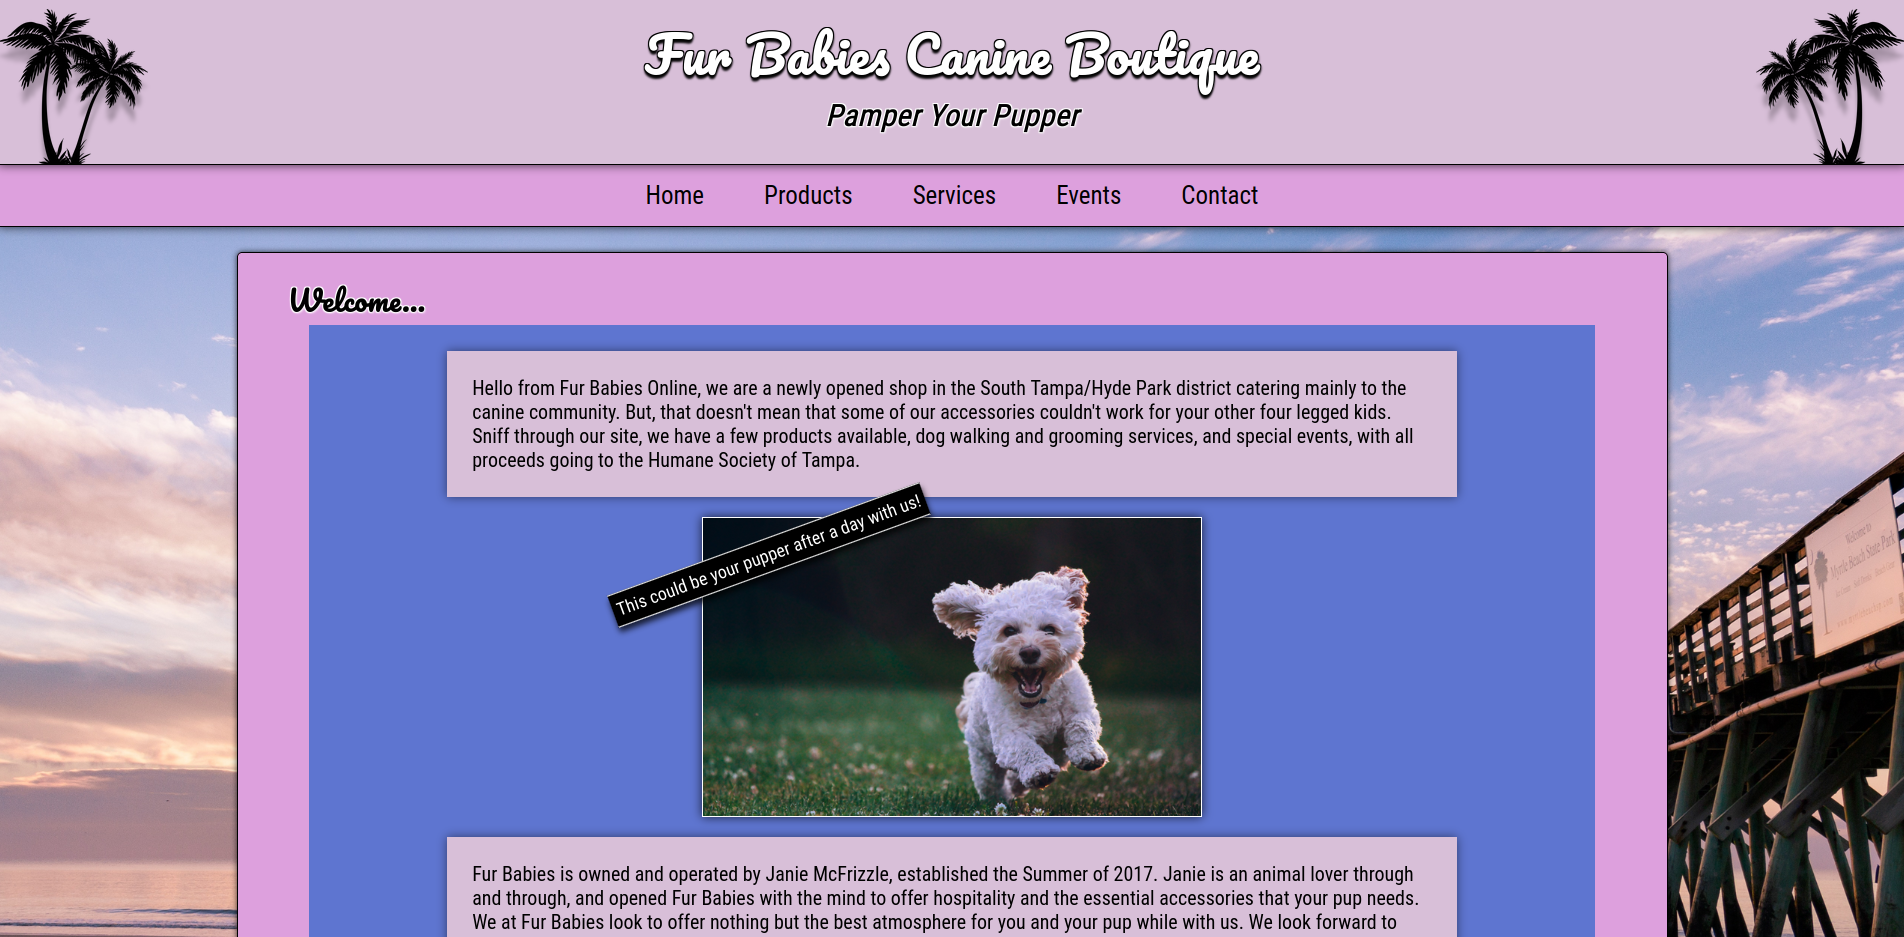 Fur Babies Canine Boutique
Pamper Your Pupper
Home Products Services Events Contact
Welcome...
Hello from Fur Babies Online, we are a newly opened shop in the South Tampa/Hyde Park district catering mainly to the
canine community. But, that doesn't mean that some of our accessories couldn't work for your other four legged kids.
Sniff through our site, we have a few products available, dog walking and grooming services, and special events, with all
proceeds going to the Humane Society of Tampa.
This could be your pupper after a day with us!
Welcome to
Myrtle Beach State Park
Fur Babies is owned and operated by Janie McFrizzle, established the Summer of 2017. Janie is an animal lover through
and through, and opened Fur Babies with the mind to offer hospitality and the essential accessories that your pup needs.
We at Fur Babies look to offer nothing but the best atmosphere for you and your pup while with us. We look forward to